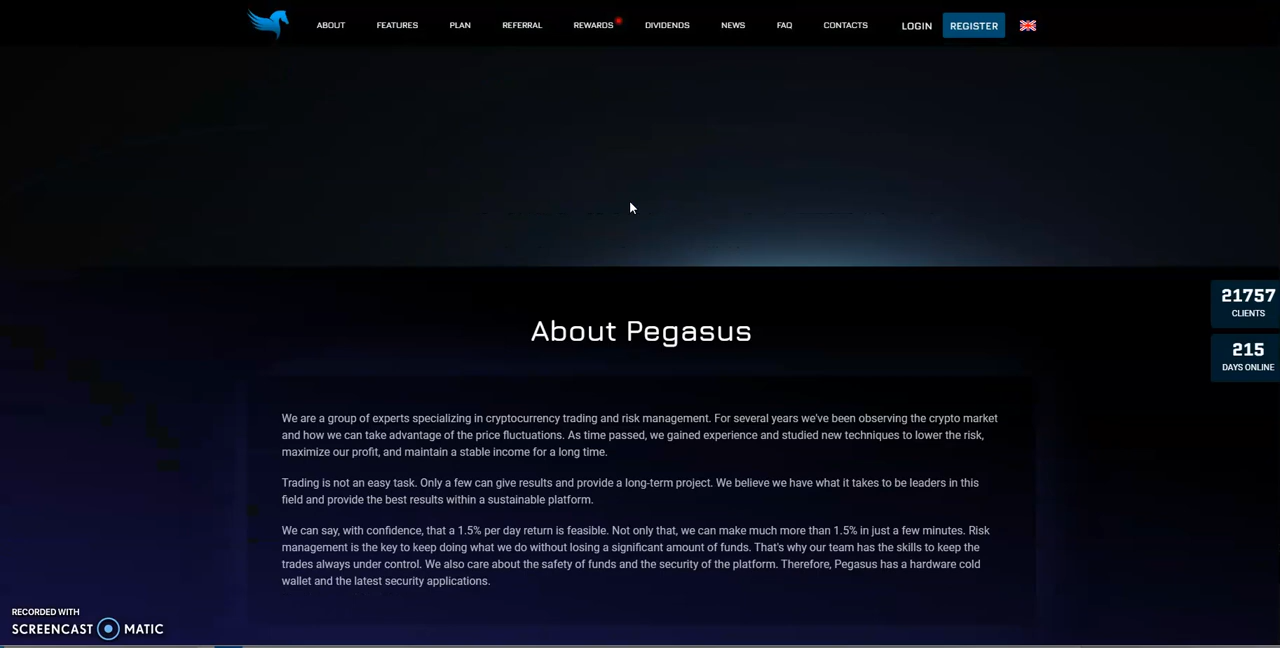 ABOUT FEATURES PLAN REFERRAL REWARDS DIVIDENDS NEWS FAQ CONTACTS LOGIN REGISTER
21757
CLIENTS
215
DAYS ONLINE
About Pegasus
We are a group of experts specializing in cryptocurrency trading and risk management. For several years we've been observing the crypto market
and how we can take advantage of the price fluctuations. As time passed, we gained experience and studied new techniques to lower the risk,
maximize our profit, and maintain a stable income for a long time.
Trading is not an easy task. Only a few can give results and provide a long-term project. We believe we have what it takes to be leaders in this
field and provide the best results within a sustainable platform.
We can say, with confidence, that a 1.5% per day return is feasible. Not only that, we can make much more than 1.5% in just a few minutes. Risk
management is the key to keep doing what we do without losing a significant amount of funds. That's why our team has the skills to keep the
trades always under control. We also care about the safety of funds and the security of the platform. Therefore, Pegasus has a hardware cold
wallet and the latest security applications.
RECORDED WITH
SCREENCAST MATIC